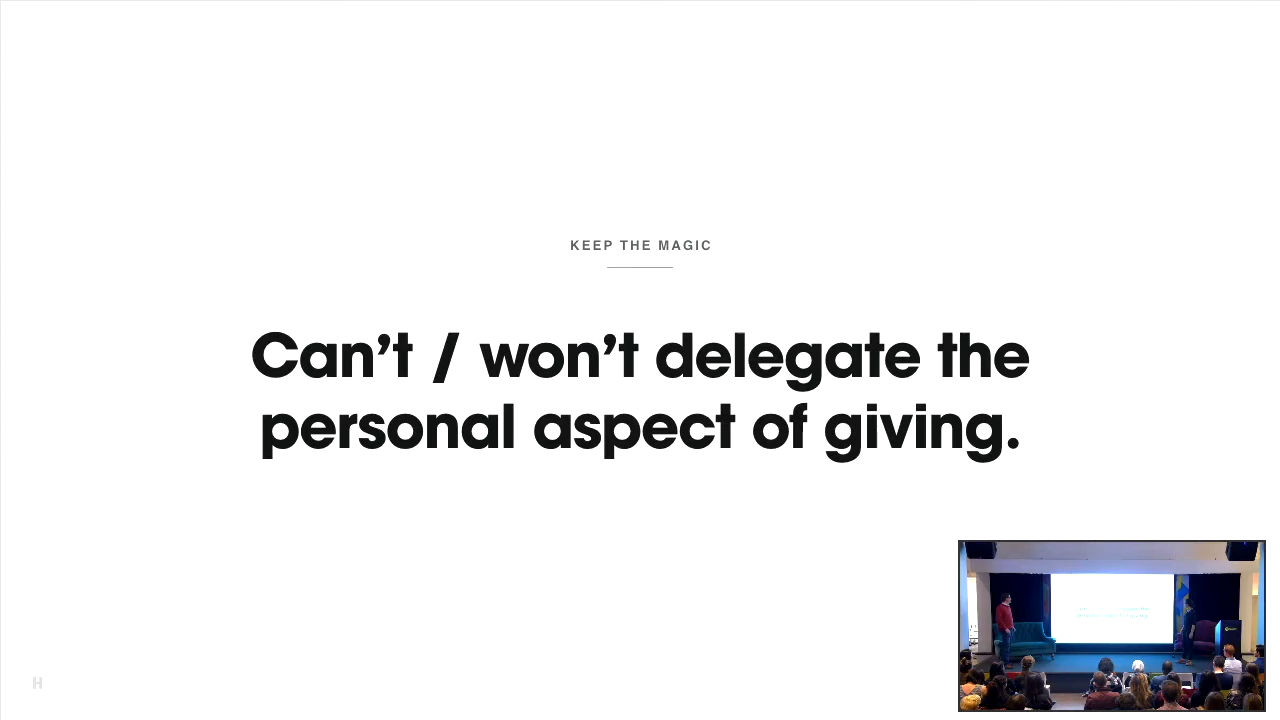 KEEP THE MAGIC
Can’t / won’t delegate the
personal aspect of giving.
H